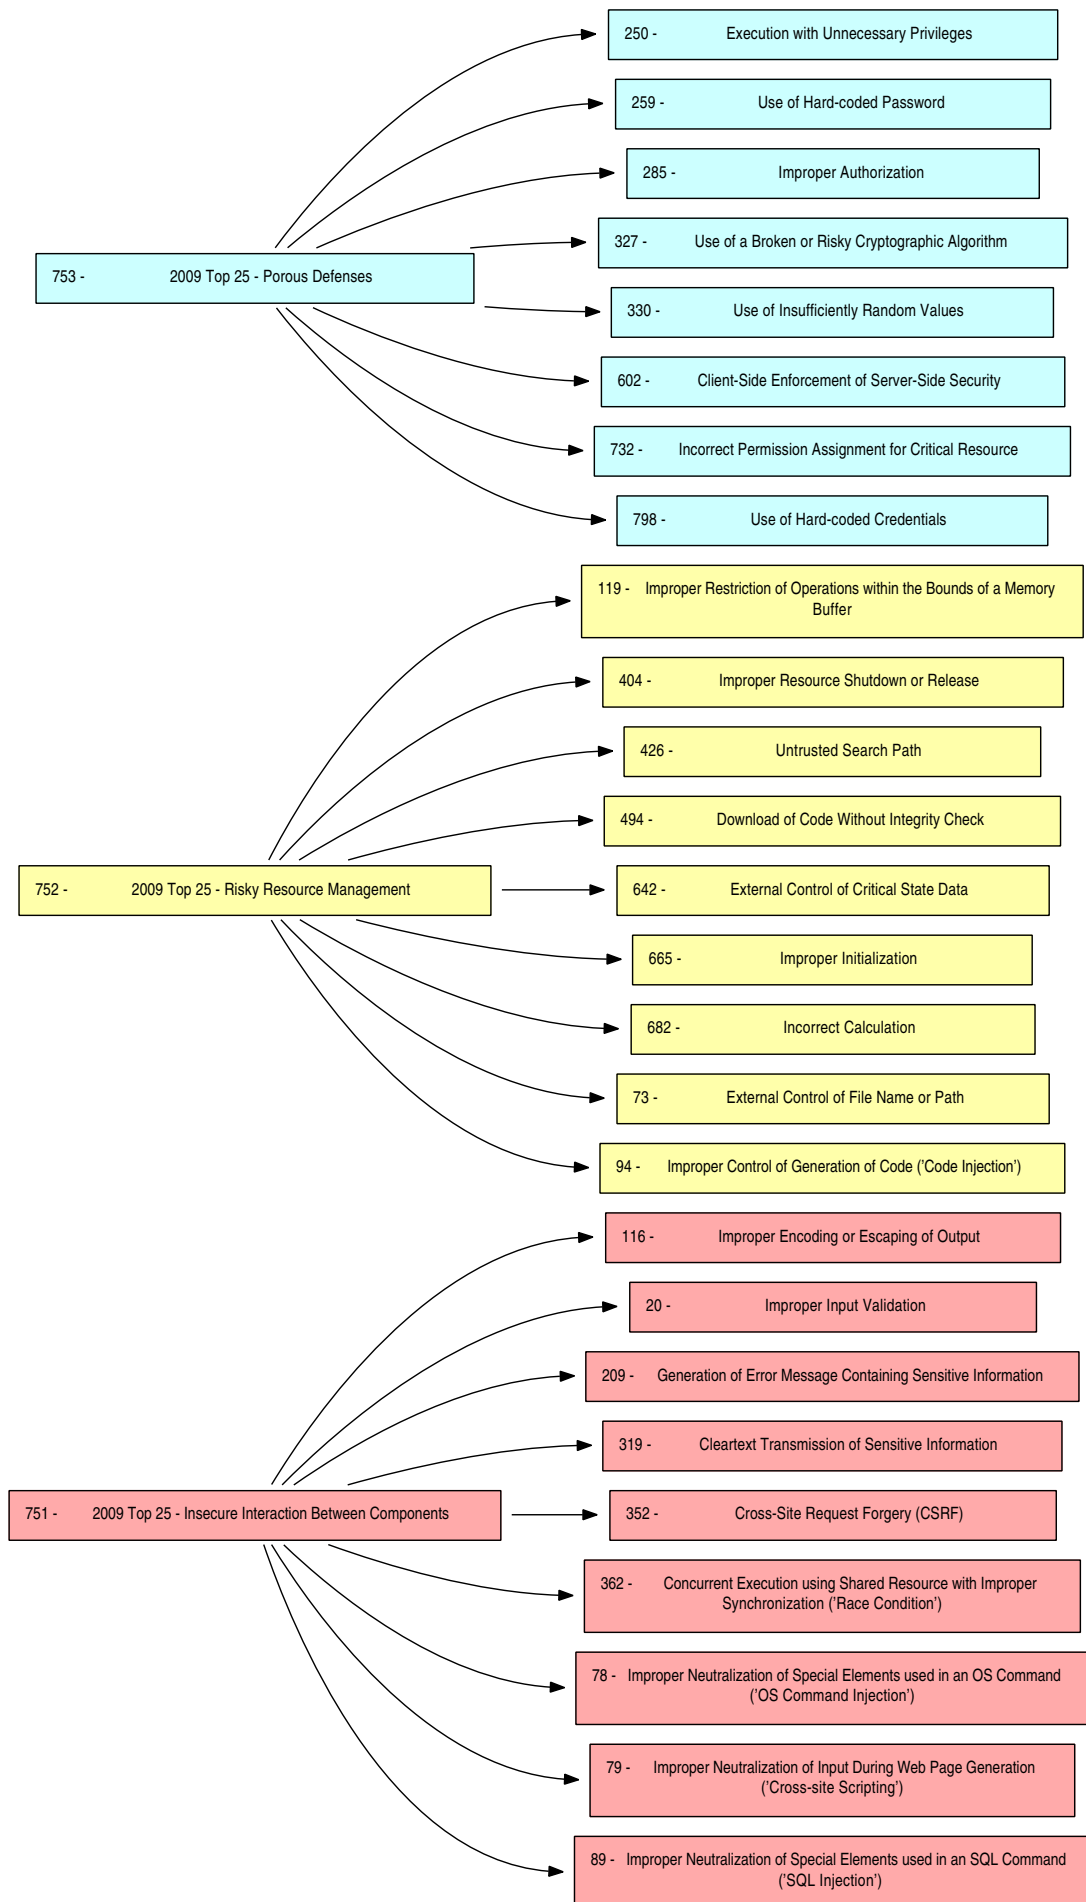 250 - Execution with Unnecessary Privileges
259 - Use of Hard-coded Password
285 - Improper Authorization
327 - Use of a Broken or Risky Cryptographic Algorithm
753 - 2009 Top 25 - Porous Defenses
330 - Use of Insufficiently Random Values
602 - Client-Side Enforcement of Server-Side Security
732 - Incorrect Permission Assignment for Critical Resource
798 - Use of Hard-coded Credentials
119 - Improper Restriction of Operations within the Bounds of a Memory
Buffer
404 - Improper Resource Shutdown or Release
426 - Untrusted Search Path
494 - Download of Code Without Integrity Check
752 - 2009 Top 25 - Risky Resource Management
642 - External Control of Critical State Data
665 - Improper Initialization
682 - Incorrect Calculation
73 - External Control of File Name or Path
94 - Improper Control of Generation of Code ('Code Injection')
116 - Improper Encoding or Escaping of Output
20 - Improper Input Validation
209 - Generation of Error Message Containing Sensitive Information
319 - Cleartext Transmission of Sensitive Information
751 - 2009 Top 25 - Insecure Interaction Between Components
352 - Cross-Site Request Forgery (CSRF)
362 - Concurrent Execution using Shared Resource with Improper
Synchronization ('Race Condition')
78 - Improper Neutralization of Special Elements used in an OS Command
('OS Command Injection')
79 - Improper Neutralization of Input During Web Page Generation
('Cross-site Scripting')
89 - Improper Neutralization of Special Elements used in an SQL Command
('SQL Injection')